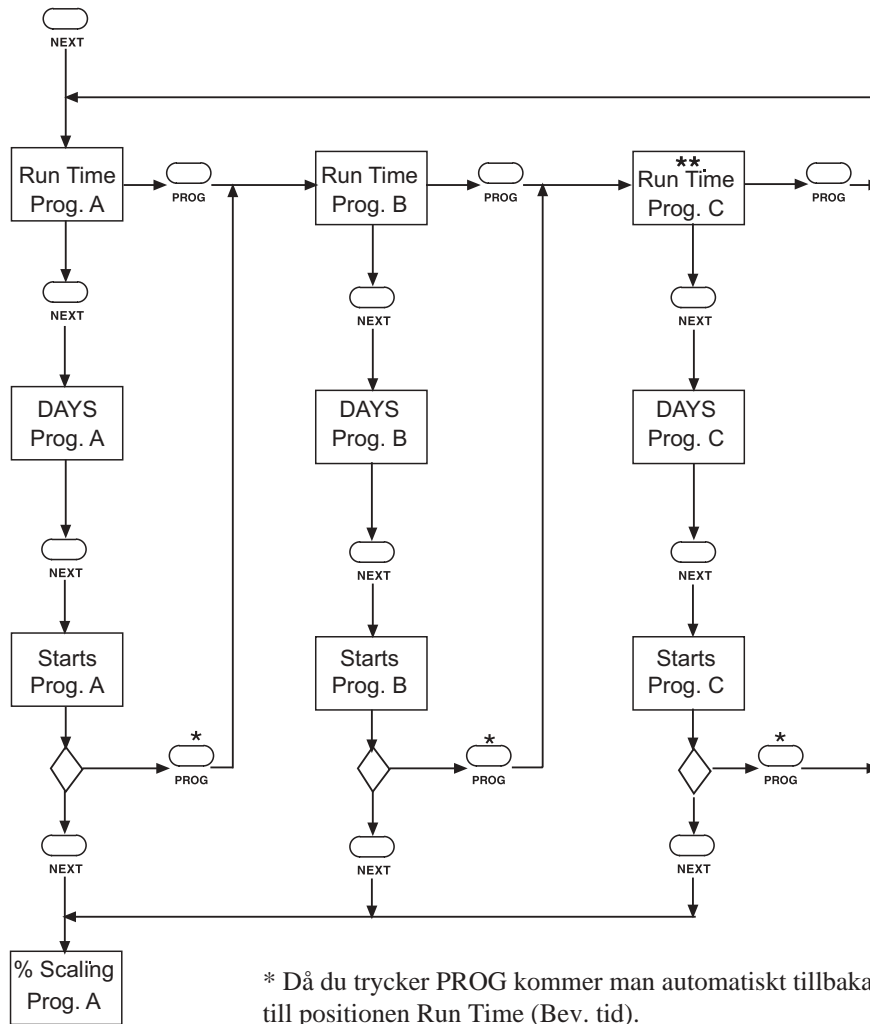 NEXT
Run Time
Prog. A
PROG
Run Time
Prog. B
PROG
**
Run Time
Prog. C
PROG
NEXT
NEXT
NEXT
DAYS
Prog. A
DAYS
Prog. B
DAYS
Prog. C
NEXT
NEXT
NEXT
Starts
Prog. A
Starts
Prog. B
Starts
Prog. C
*
PROG
*
PROG
*
PROG
NEXT
NEXT
NEXT
% Scaling
Prog. A
* Då du trycker PROG kommer man automatiskt tillbaka
till positionen Run Time (Bev. tid).